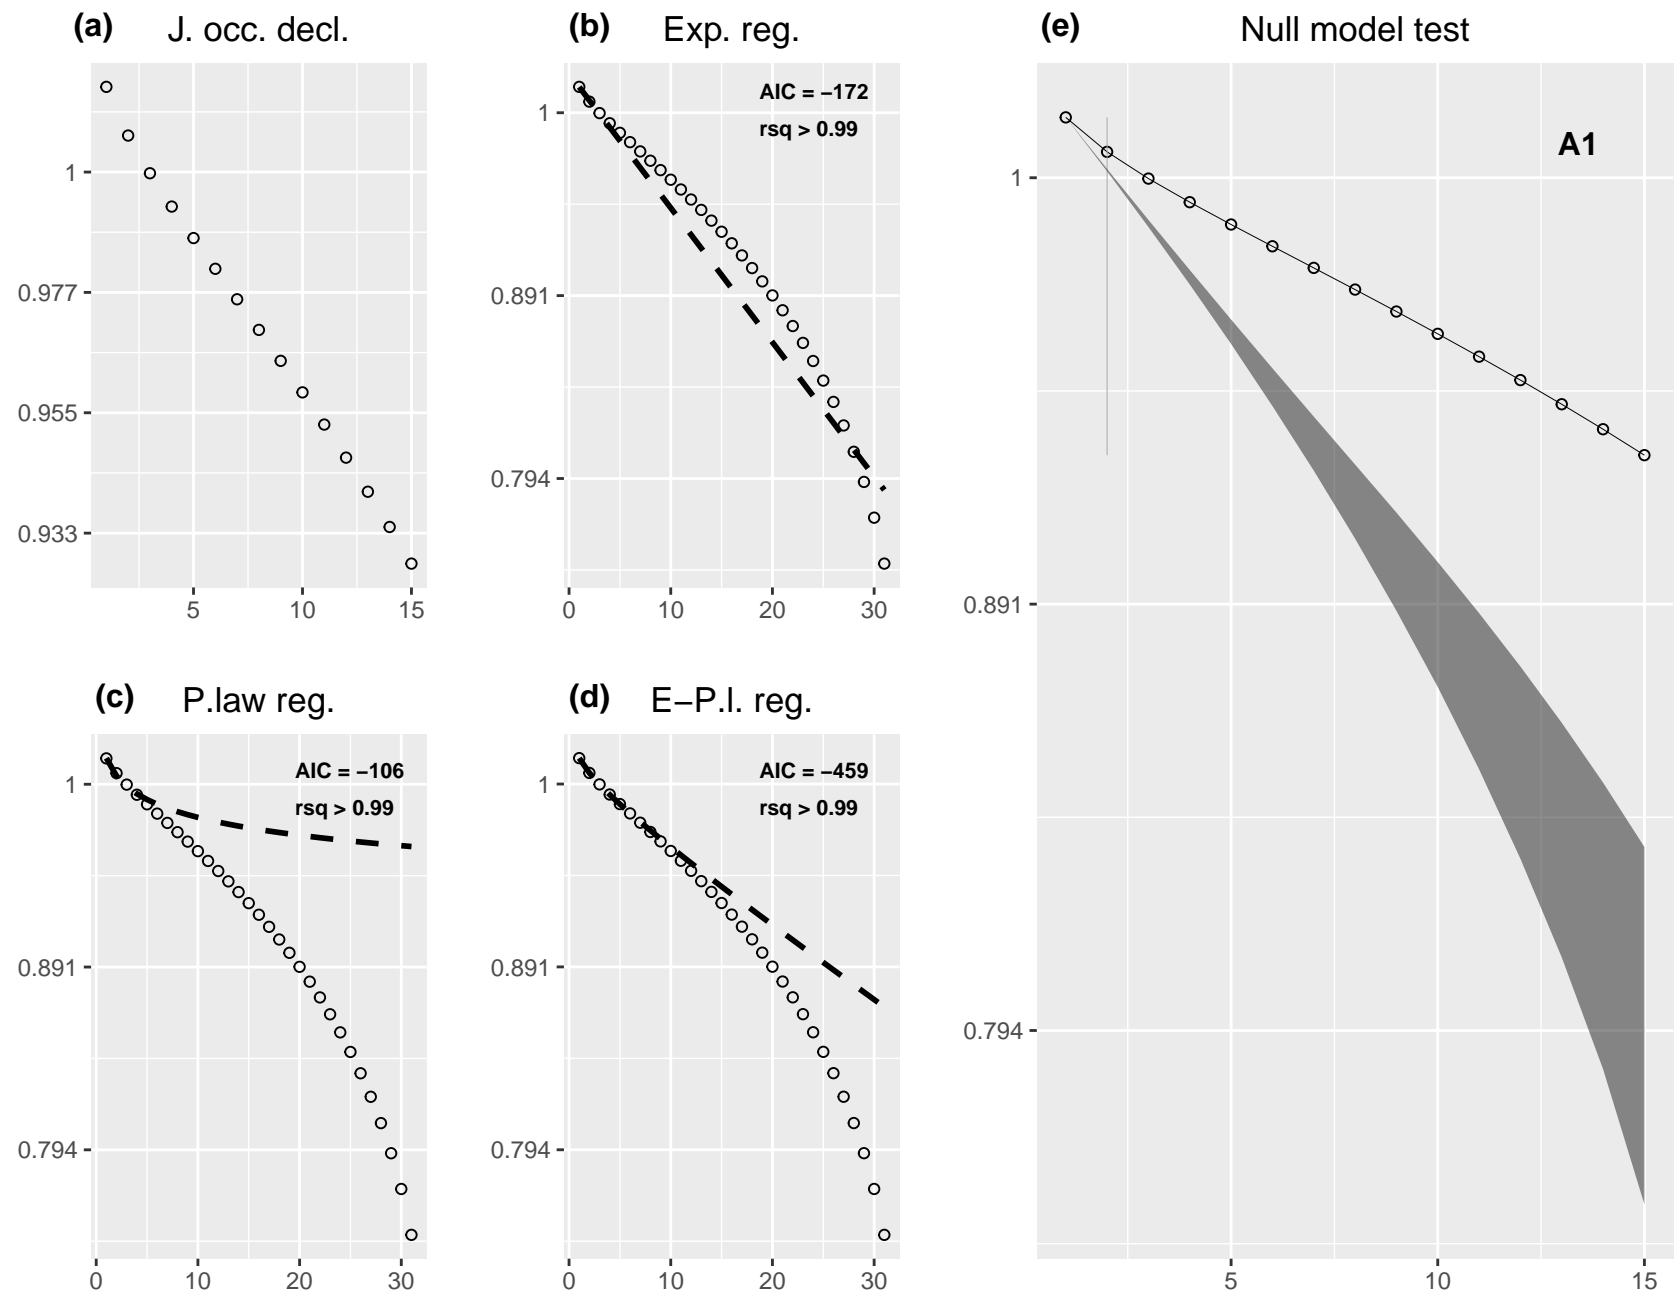 (a) J. occ. decl.
1
0.977
0.955
0.933
5 10 15
(b) Exp. reg.
AIC = −172
rsq > 0.99
1
0.891
0.794
0 10 20 30
(c) P.law reg.
AIC = −106
rsq > 0.99
1
0.891
0.794
0 10 20 30
(d) E−P.l. reg.
AIC = −459
rsq > 0.99
1
0.891
0.794
0 10 20 30
(e) Null model test
A1
1
0.891
0.794
5 10 15